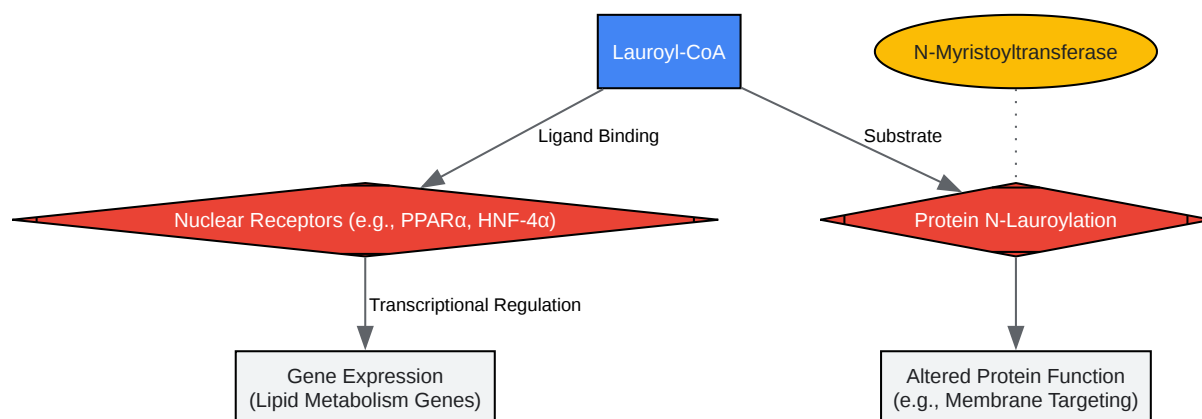 Lauroyl-CoA
N-Myristoyltransferase
Ligand Binding
Substrate
Nuclear Receptors (e.g., PPARα, HNF-4α)
Protein N-Lauroylation
Transcriptional Regulation
Gene Expression
(Lipid Metabolism Genes)
Altered Protein Function
(e.g., Membrane Targeting)